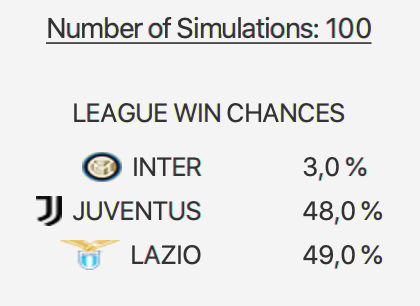 Number of Simulations: 100
LEAGUE WIN CHANCES
INTER 3,0 %
JUVENTUS 48,0 %
LAZIO 49,0 %